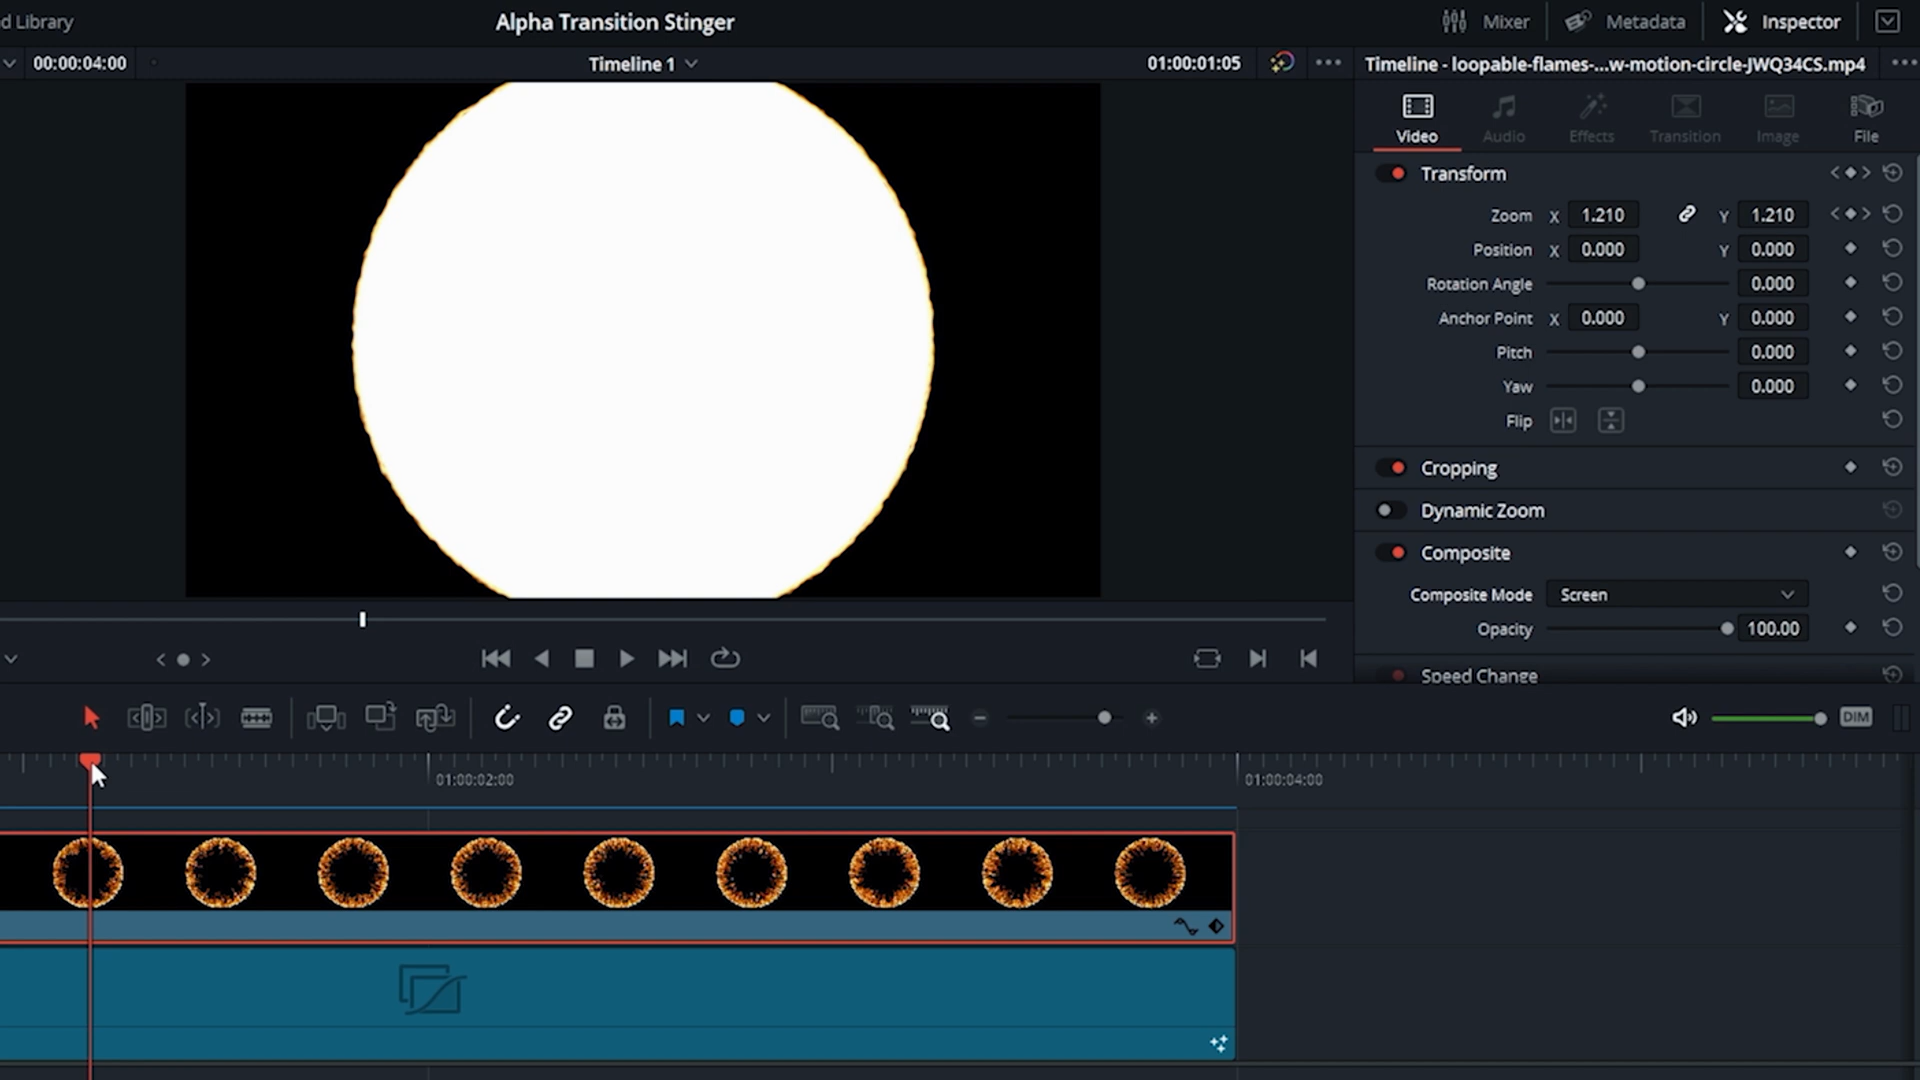 d Library
Alpha Transition Stinger
Mixer
Metadata
Inspector
00:00:04:00
Timeline 1
01:00:01:05
Timeline - loopable-flames-...w-motion-circle-JWQ34CS.mp4
Video
Audio
Effects
Transition
Image
File
Transform
Zoom X 1.210 Y 1.210
Position X 0.000 Y 0.000
Rotation Angle 0.000
Anchor Point X 0.000 Y 0.000
Pitch 0.000
Yaw 0.000
Flip
Cropping
Dynamic Zoom
Composite
Composite Mode Screen
Opacity 100.00
Speed Change
DIM
01:00:02:00
01:00:04:00